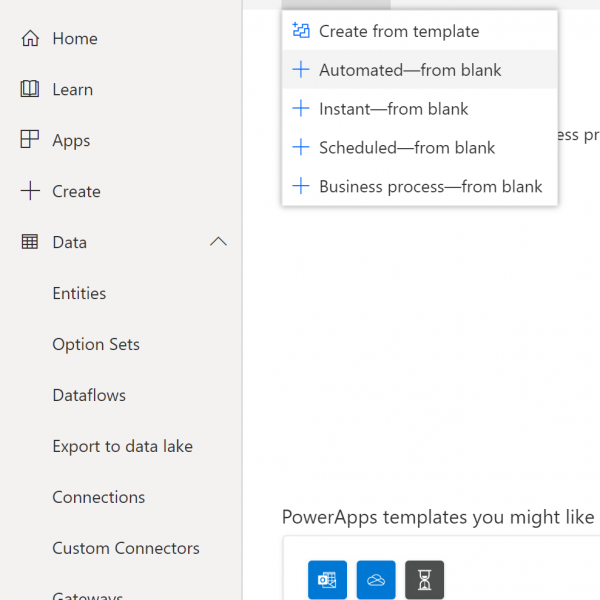 Home
Learn
Apps
Create
Data
Entities
Option Sets
Dataflows
Export to data lake
Connections
Custom Connectors
Gateways
Create from template
Automated—from blank
Instant—from blank
Scheduled—from blank
Business process—from blank
ess pr
PowerApps templates you might like